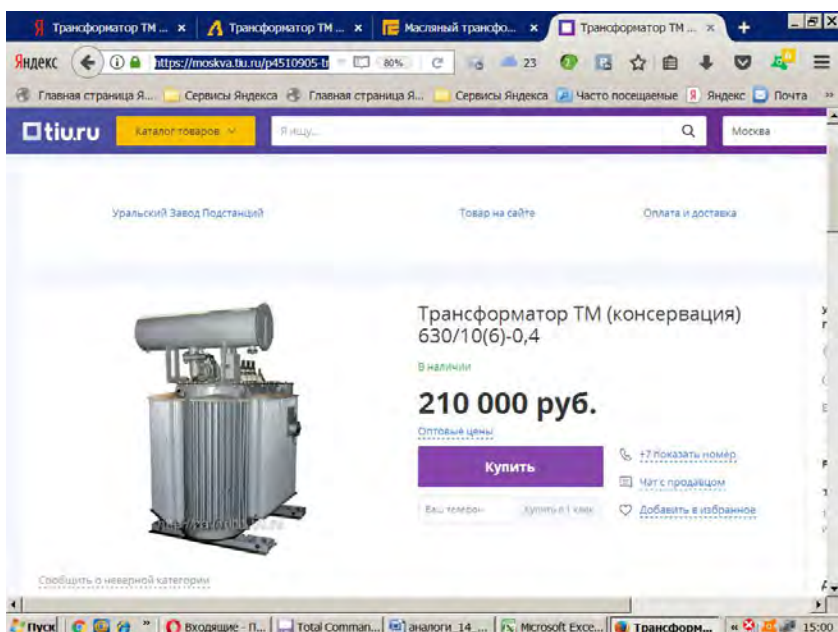 Трансформатор ТМ ... ×
Трансформатор ТМ ... ×
Масляный трансфо... ×
Трансформатор ТМ ... ×
Яндекс
https://moskva.tiu.ru/p4510905-tr
80%
23
Главная страница Я...
Сервисы Яндекса
Главная страница Я...
Сервисы Яндекса
Часто посещаемые
Яндекс
Почта
tiu.ru
Каталог товаров
Я ищу...
Москва
Уральский Завод Подстанций
Товар на сайте
Оплата и доставка
Трансформатор ТМ (консервация)
630/10(6)-0,4
В наличии
210 000 руб.
Оптовые цены
Купить
+7 показать номер
Чат с продавцом
Добавить в избранное
Ваш телефон
Купить в 1 клик
Сообщить о неверной категории
Пуск
Входящие - П...
Total Comman...
аналоги_14_...
Microsoft Exce...
Трансформ...
15:00